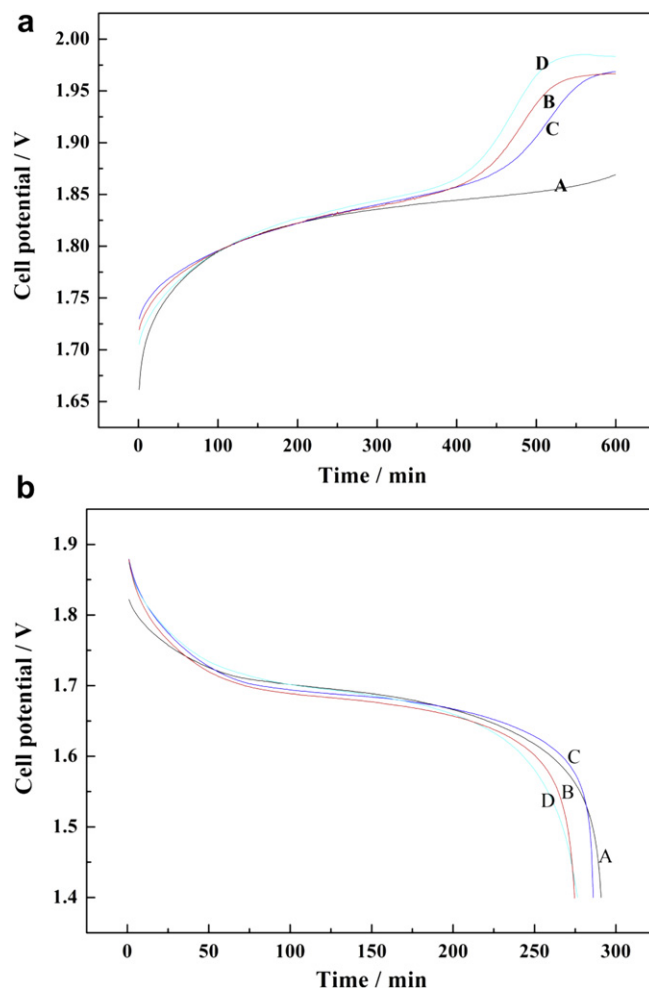 a
2.00
1.95
1.90
1.85
1.80
1.75
1.70
1.65
Cell potential / V
D
B
C
A
0 100 200 300 400 500 600
Time / min
b
1.9
1.8
1.7
1.6
1.5
1.4
Cell potential / V
C
D B
A
0 50 100 150 200 250 300
Time / min